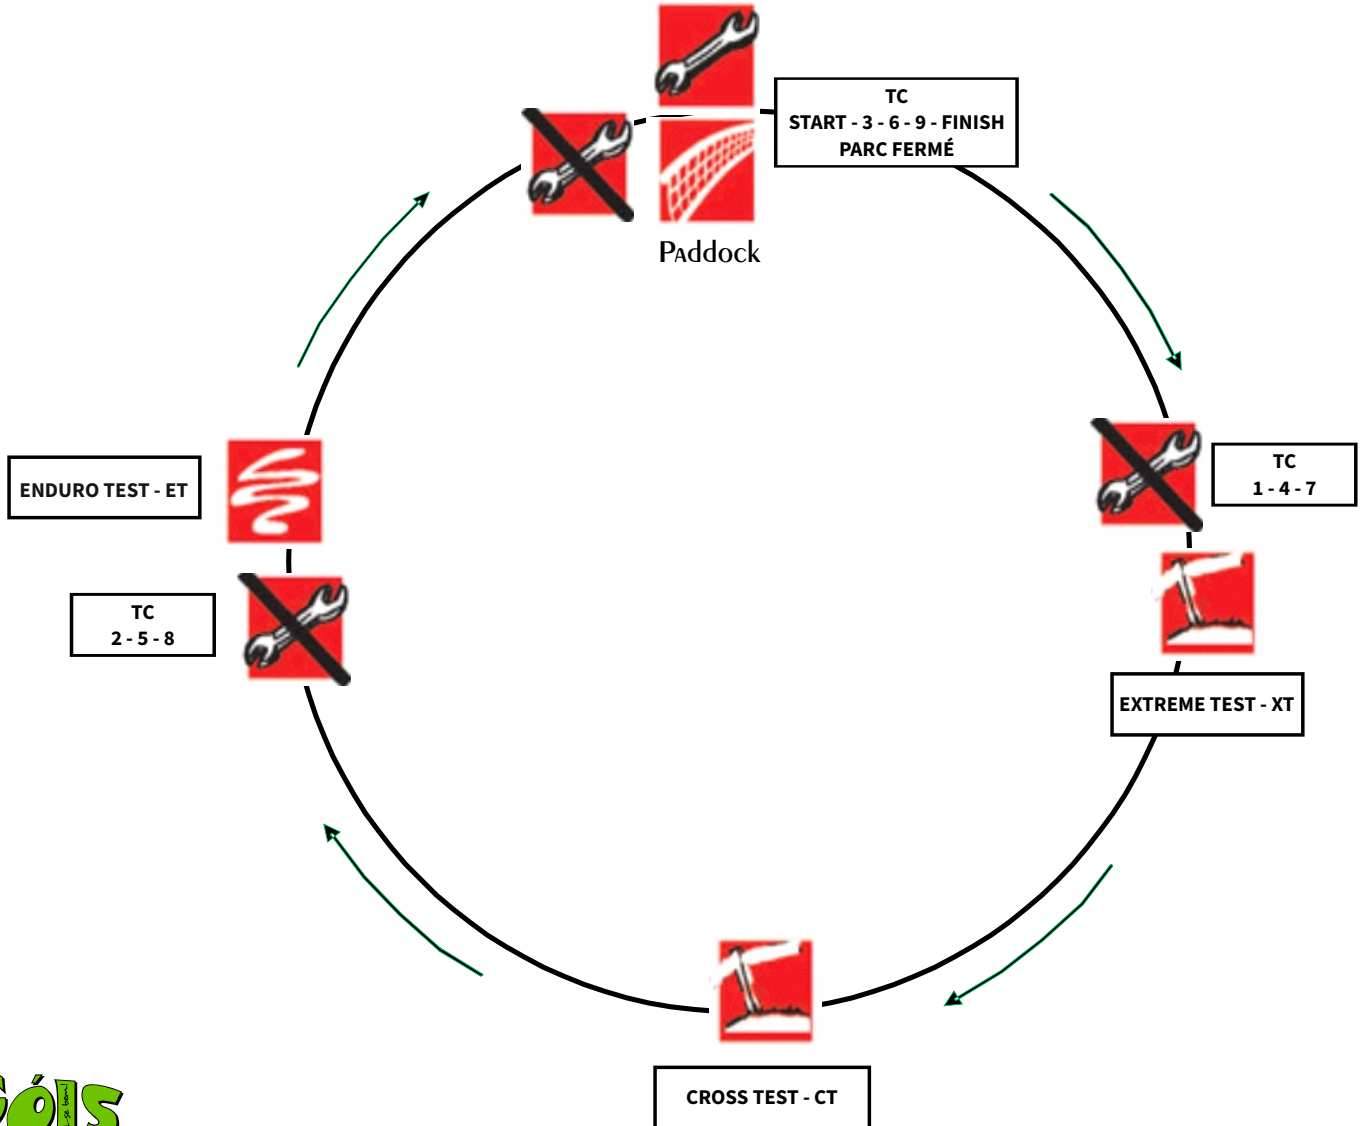 TC
START - 3 - 6 - 9 - FINISH
PARC FERMÉ
Paddock
TC
1 - 4 - 7
ENDURO TEST - ET
TC
2 - 5 - 8
EXTREME TEST - XT
CROSS TEST - CT
GÓIS